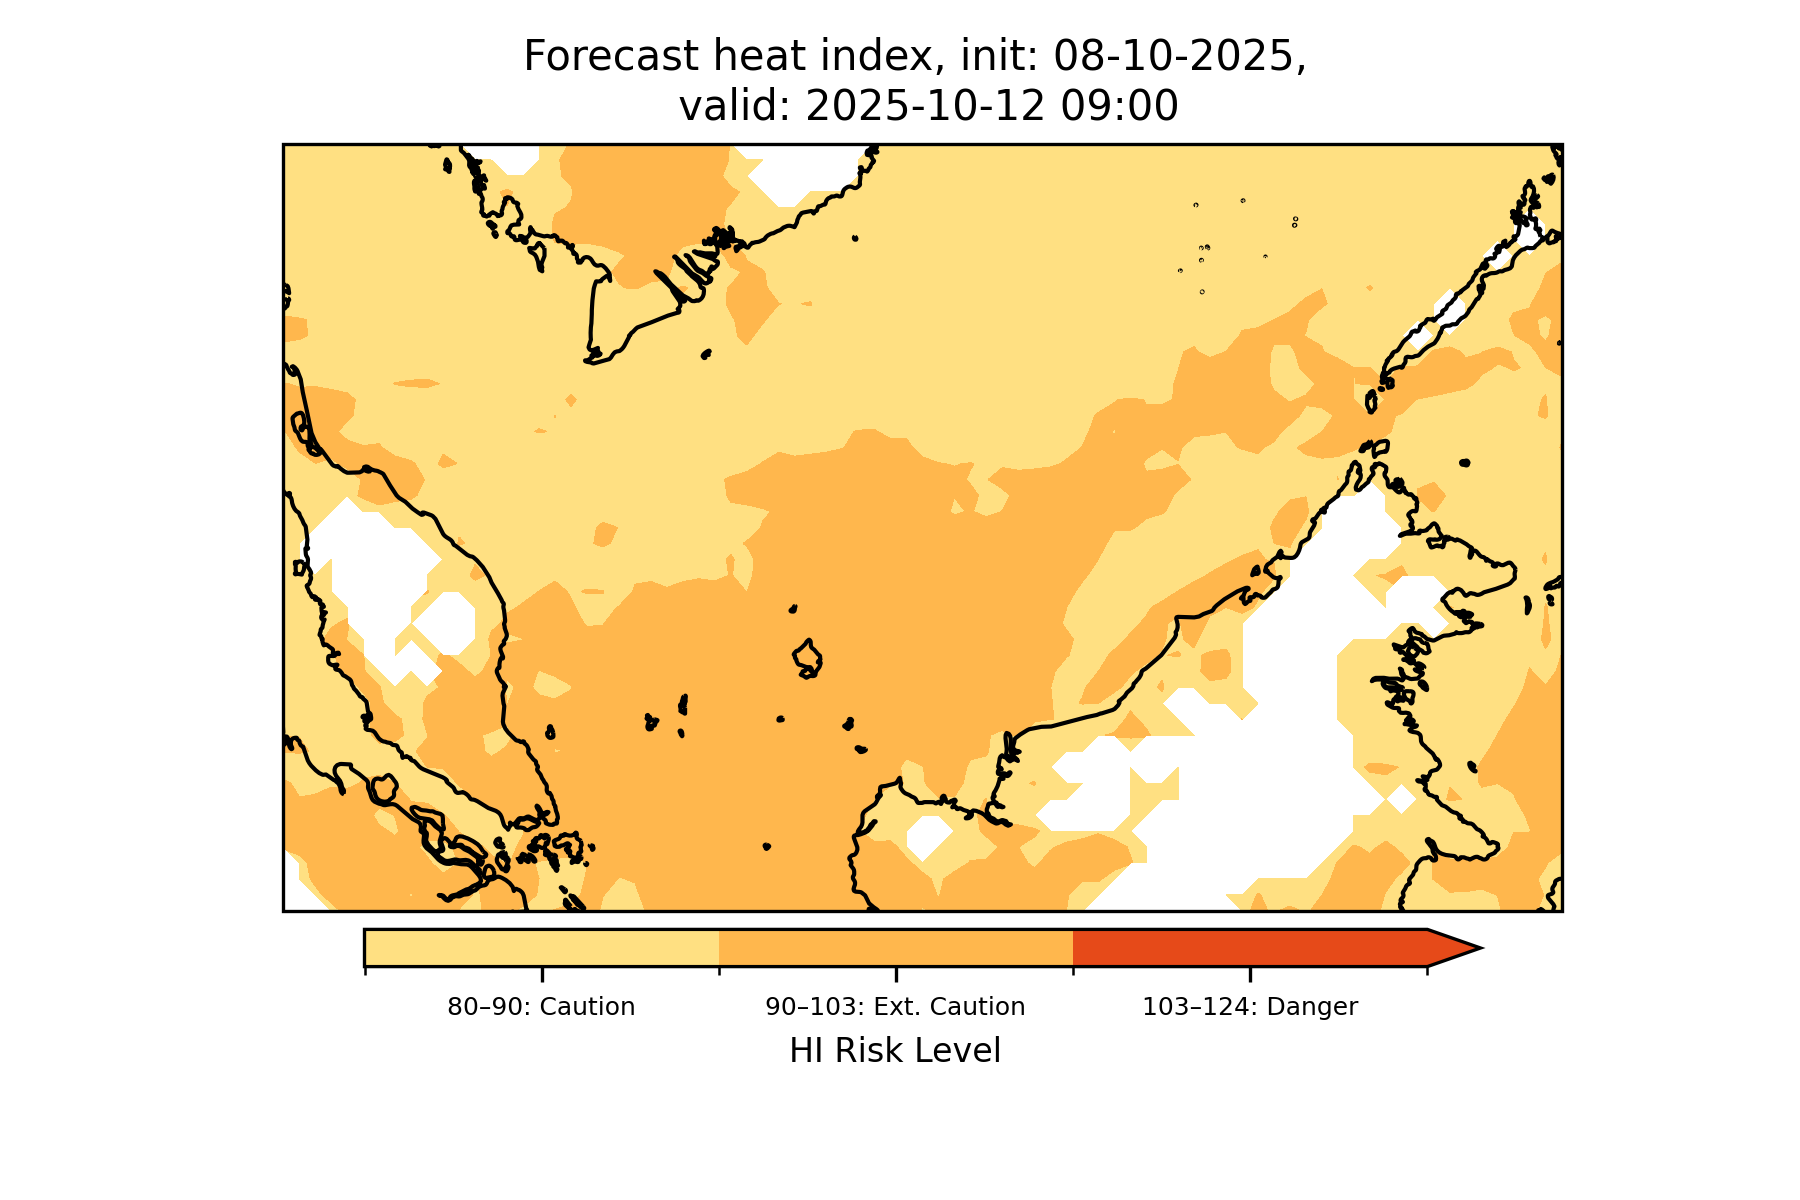 Forecast heat index, init: 08-10-2025,
valid: 2025-10-12 09:00
80–90: Caution
90–103: Ext. Caution
103–124: Danger
HI Risk Level